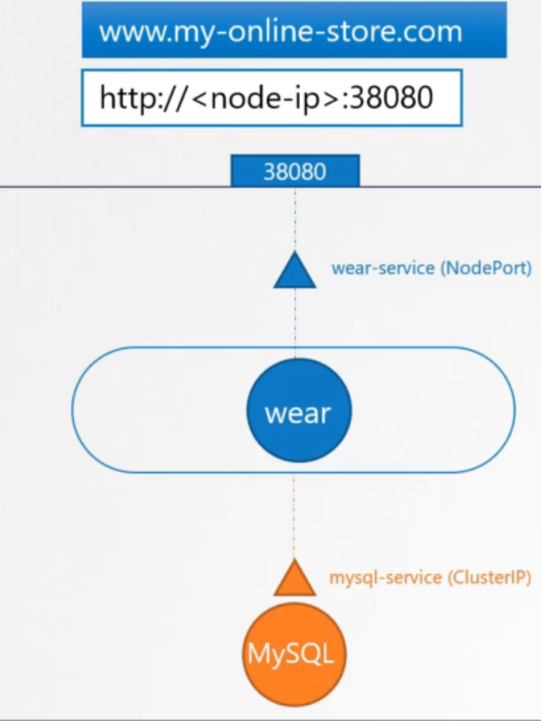 www.my-online-store.com
http://<node-ip>:38080
38080
wear-service (NodePort)
wear
mysql-service (ClusterIP)
MySQL